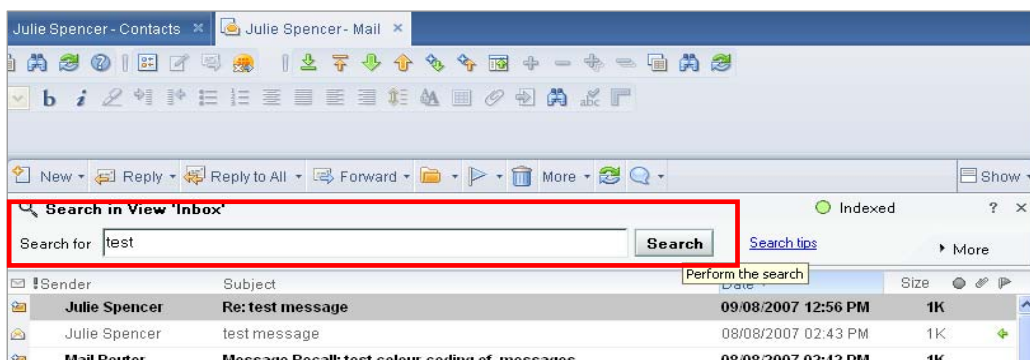 Julie Spencer - Contacts × Julie Spencer - Mail ×
b i
abc
New Reply Reply to All Forward More Show
Search in View 'Inbox' Indexed ? ×
Search for test Search Search tips More
Perform the search
! Sender Subject Date Size
Julie Spencer Re: test message 09/08/2007 12:56 PM 1K
Julie Spencer test message 08/08/2007 02:43 PM 1K
Mail Router Message Recall: test colour coding of messages 08/08/2007 02:42 PM 1K